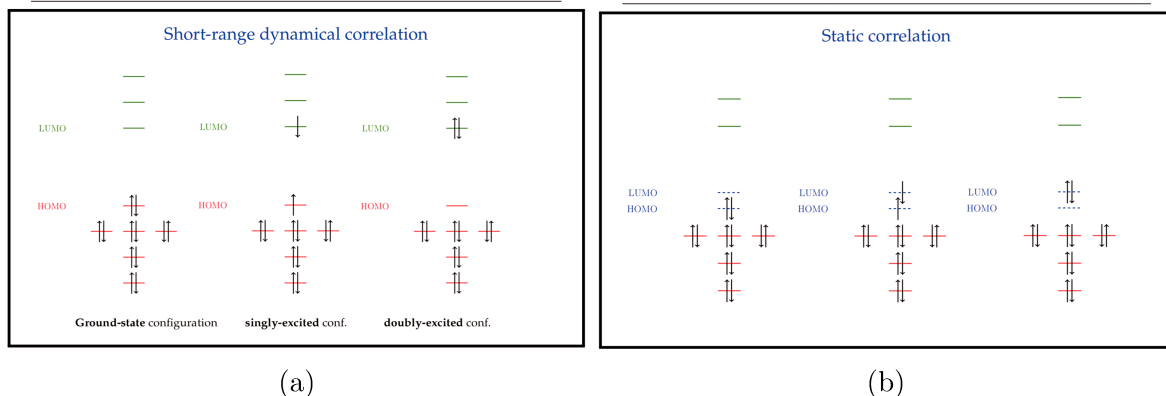 Short-range dynamical correlation
LUMO
LUMO
LUMO
HOMO
HOMO
HOMO
Ground-state configuration
singly-excited conf.
doubly-excited conf.
(a)
Static correlation
LUMO
LUMO
LUMO
HOMO
HOMO
HOMO
(b)